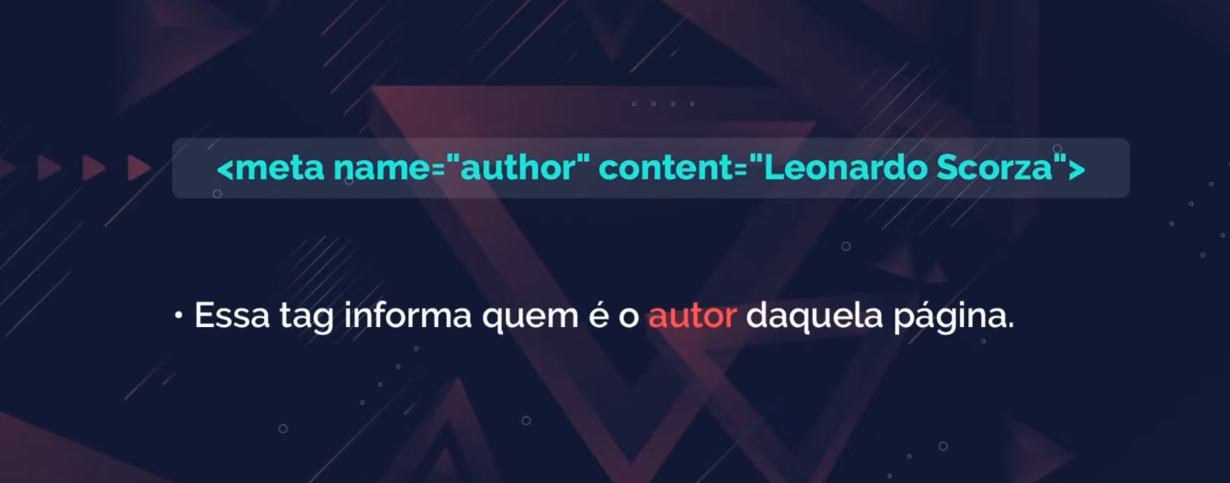 <meta name="author" content="Leonardo Scorza">
• Essa tag informa quem é o autor daquela página.